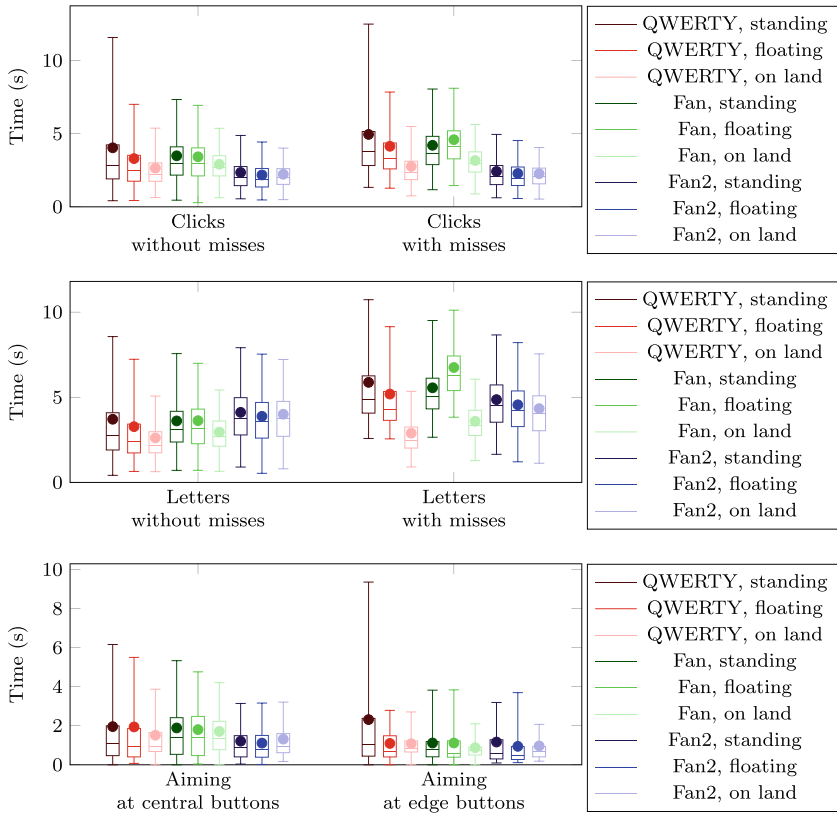 10
5
0
Time (s)
Clicks
without misses
Clicks
with misses
QWERTY, standing
QWERTY, floating
QWERTY, on land
Fan, standing
Fan, floating
Fan, on land
Fan2, standing
Fan2, floating
Fan2, on land
10
5
0
Time (s)
Letters
without misses
Letters
with misses
QWERTY, standing
QWERTY, floating
QWERTY, on land
Fan, standing
Fan, floating
Fan, on land
Fan2, standing
Fan2, floating
Fan2, on land
10
8
6
4
2
0
Time (s)
Aiming
at central buttons
Aiming
at edge buttons
QWERTY, standing
QWERTY, floating
QWERTY, on land
Fan, standing
Fan, floating
Fan, on land
Fan2, standing
Fan2, floating
Fan2, on land